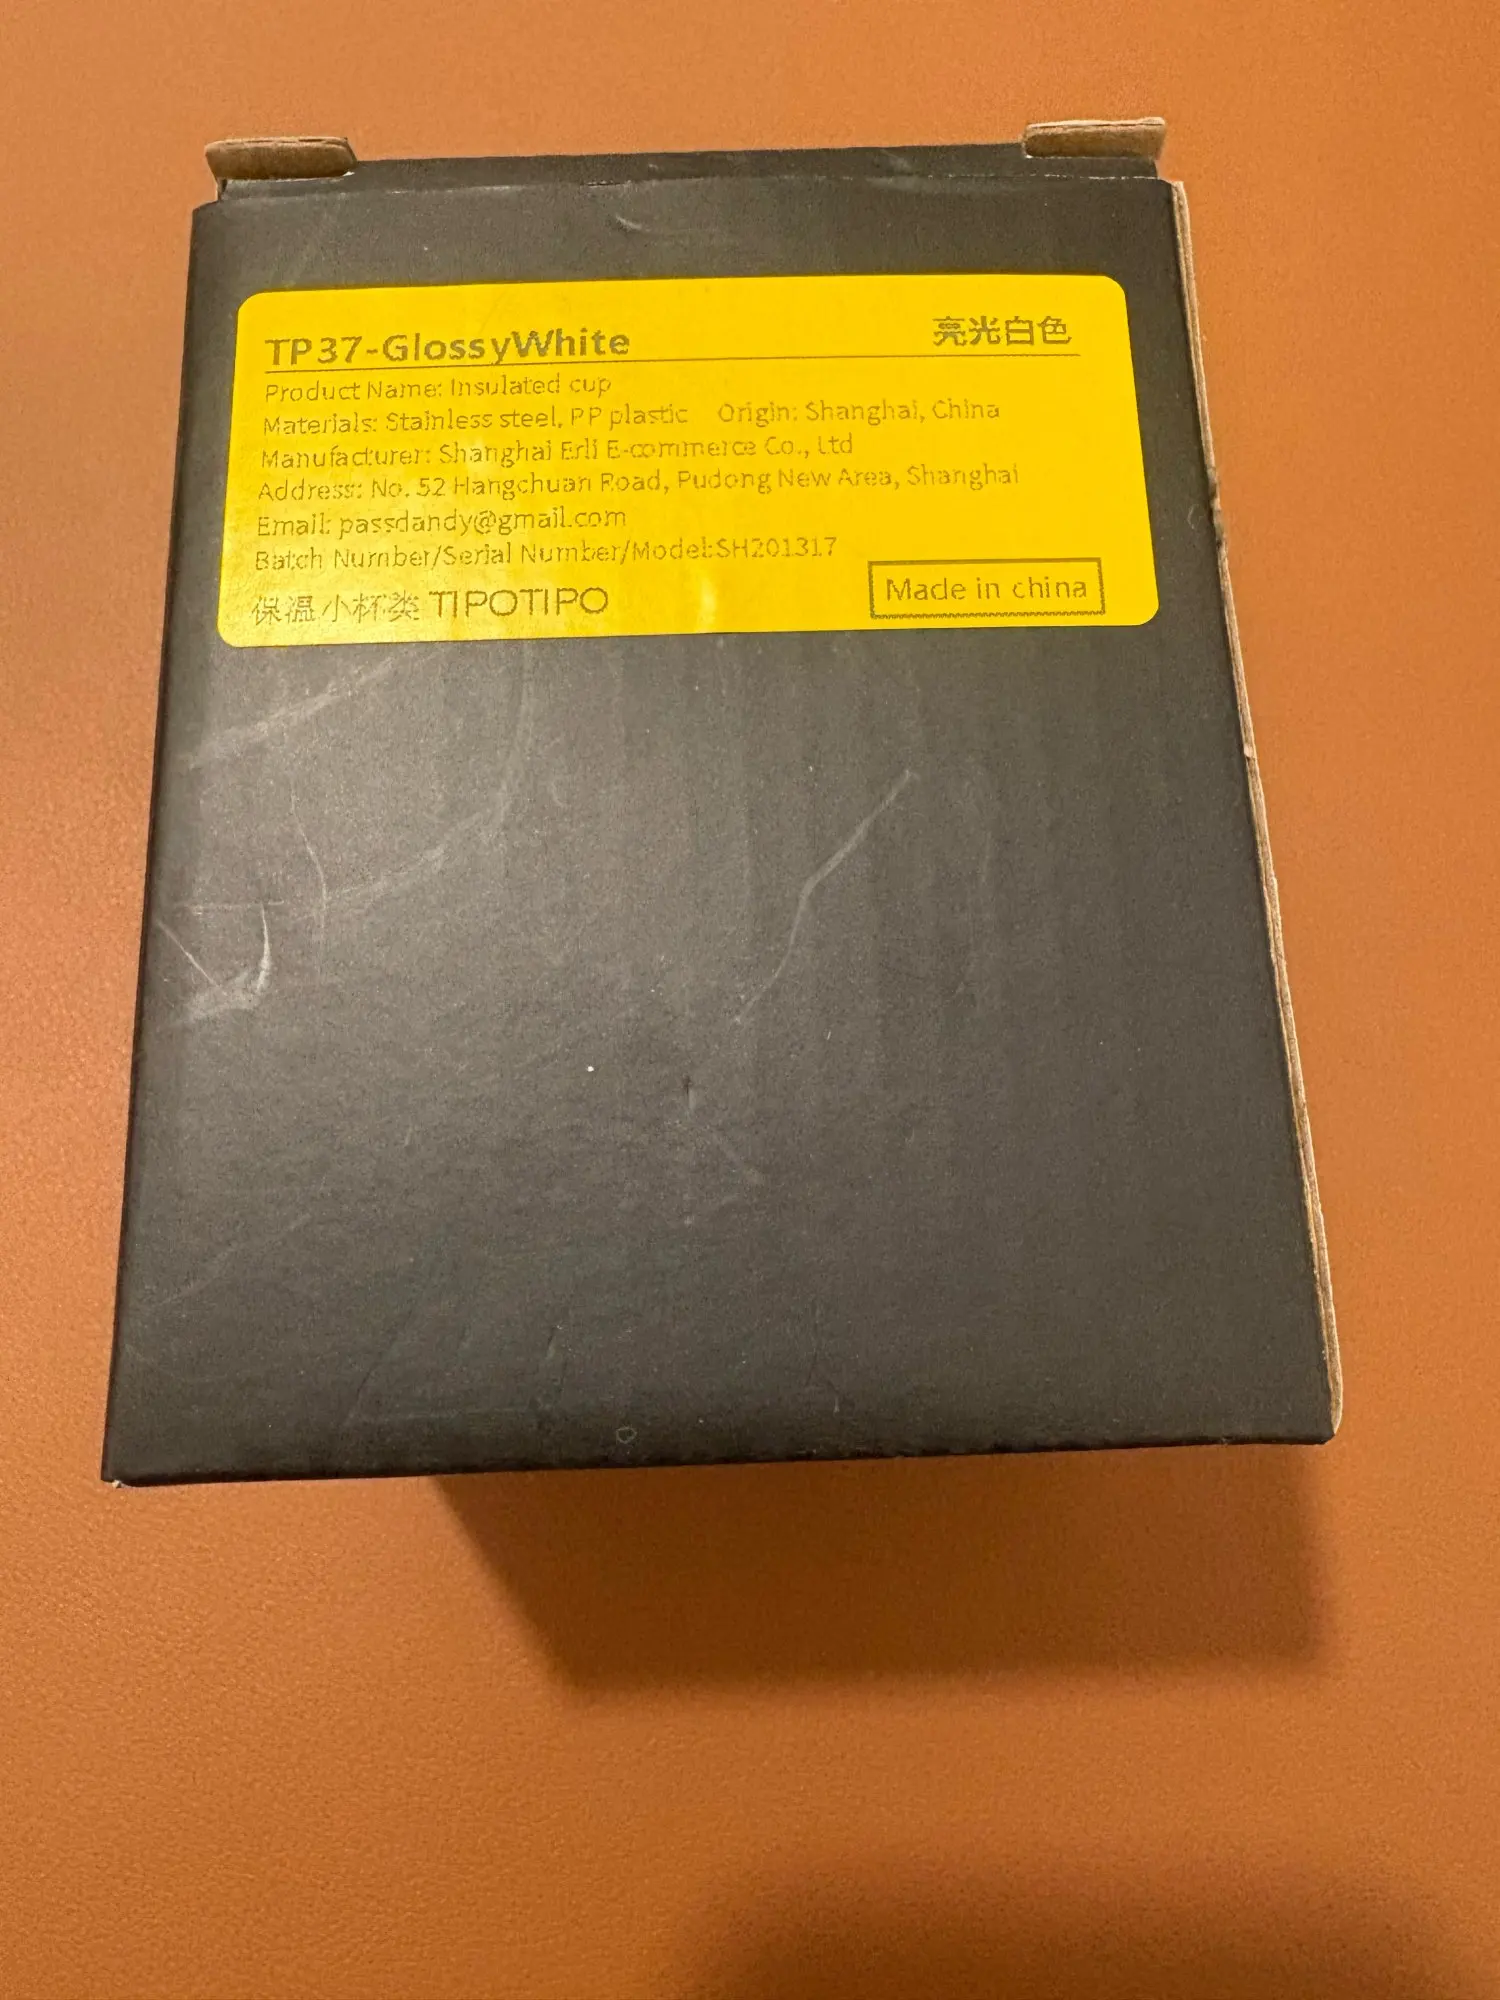 TP37-GlossyWhite 亮光白色
Product Name: Insulated cup
Materials: Stainless steel, PP plastic Origin: Shanghai, China
Manufacturer: Shanghai Erli E-commerce Co., Ltd
Address: No. 52 Hangchuan Road, Pudong New Area, Shanghai
Email: passdandy@gmail.com
Batch Number/Serial Number/Model:SH201317
保温小杯类 TIPOTIPO Made in china